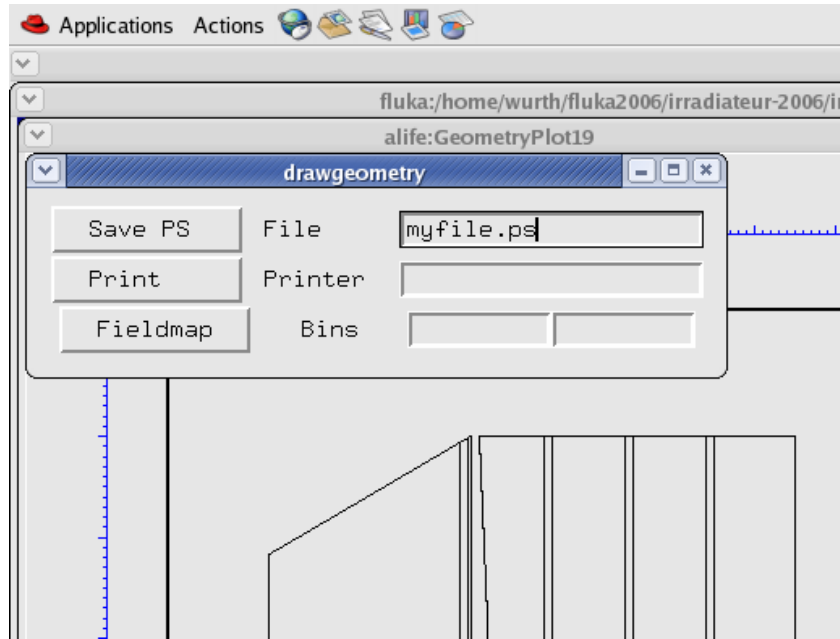 Applications Actions
fluka:/home/wurth/fluka2006/irradiateur-2006/
alife:GeometryPlot19
drawgeometry
Save PS File myfile.ps
Print Printer
Fieldmap Bins